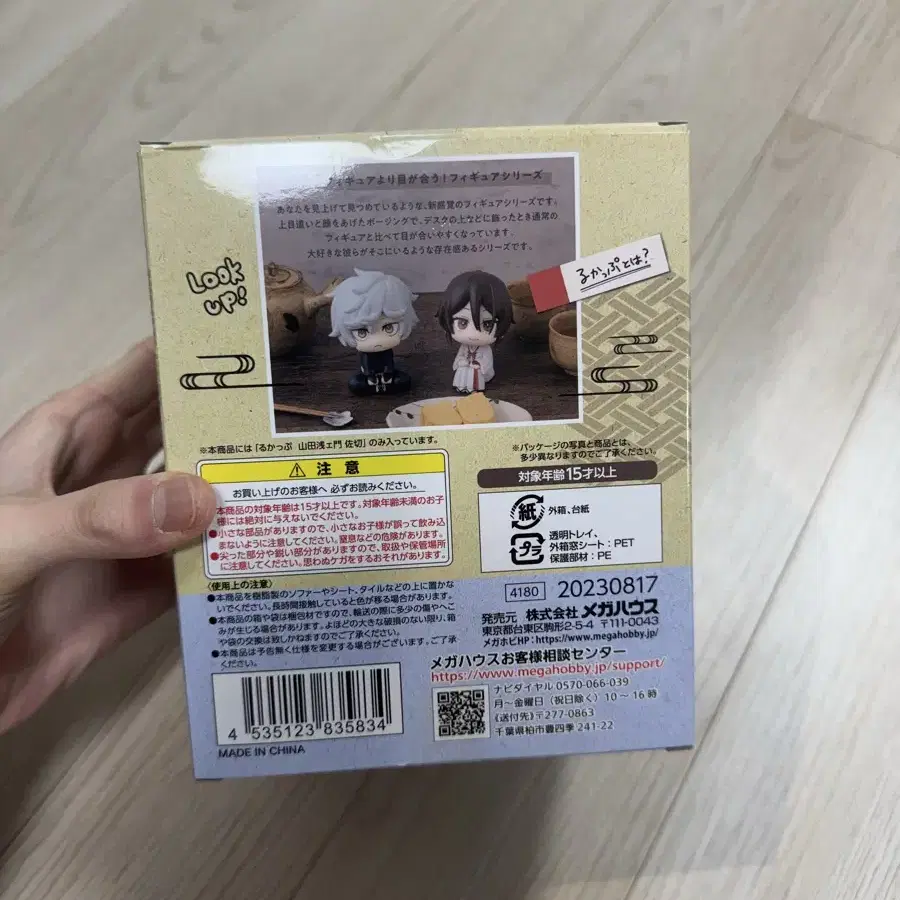 フィギュアより目が合う！フィギュアシリーズ
あなたを見上げて見つめているような、新感覚のフィギュアシリーズです。
上目遣いと顔をあげたポージングで、デスクの上などに飾ったとき通常の
フィギュアと比べて目が合いやすくなっています。
大好きな彼らがそこにいるような存在感あるシリーズです。
Look
up!
るかっぷとは？
※本商品には「るかっぷ 山田浅ェ門 佐切」のみ入っています。
※パッケージの写真と商品とは、
多少異なりますのでご了承ください。
注意
お買い上げのお客様へ 必ずお読みください。
本商品の対象年齢は15才以上です。対象年齢未満のお子
様には絶対に与えないでください。
●小さな部品がありますので、小さなお子様が誤って飲み込
まないように注意してください。窒息などの危険があります。
●尖った部分や鋭い部分がありますので、取扱や保管場所
に注意してください。思わぬケガをするおそれがあります。
対象年齢15才以上
紙
外箱、台紙
プラ
透明トレイ、
外箱窓シート：PET
保護部材：PE
〈使用上の注意〉
●本商品を樹脂製のソファーやシート、タイルなどの上に置かな
いでください。長時間接触していると色が移る場合があります。
●本商品の箱や袋は梱包材ですので、輸送の際に多少の傷やへこ
みが生じる場合があります。よほどの大きな破損のない限り、箱
や袋の交換は致しかねますのでご了承ください。
●本商品は予告無く仕様を変更する場合がございます。ご了承
ください。
4180
20230817
発売元 株式会社メガハウス
東京都台東区駒形2-5-4 〒111-0043
メガホビHP：https://www.megahobby.jp/
メガハウスお客様相談センター
https://www.megahobby.jp/support/
ナビダイヤル 0570-066-039
月～金曜日（祝日除く）10～16時
〈送付先〉〒277-0863
千葉県柏市豊四季241-22
4 535123 835834
MADE IN CHINA